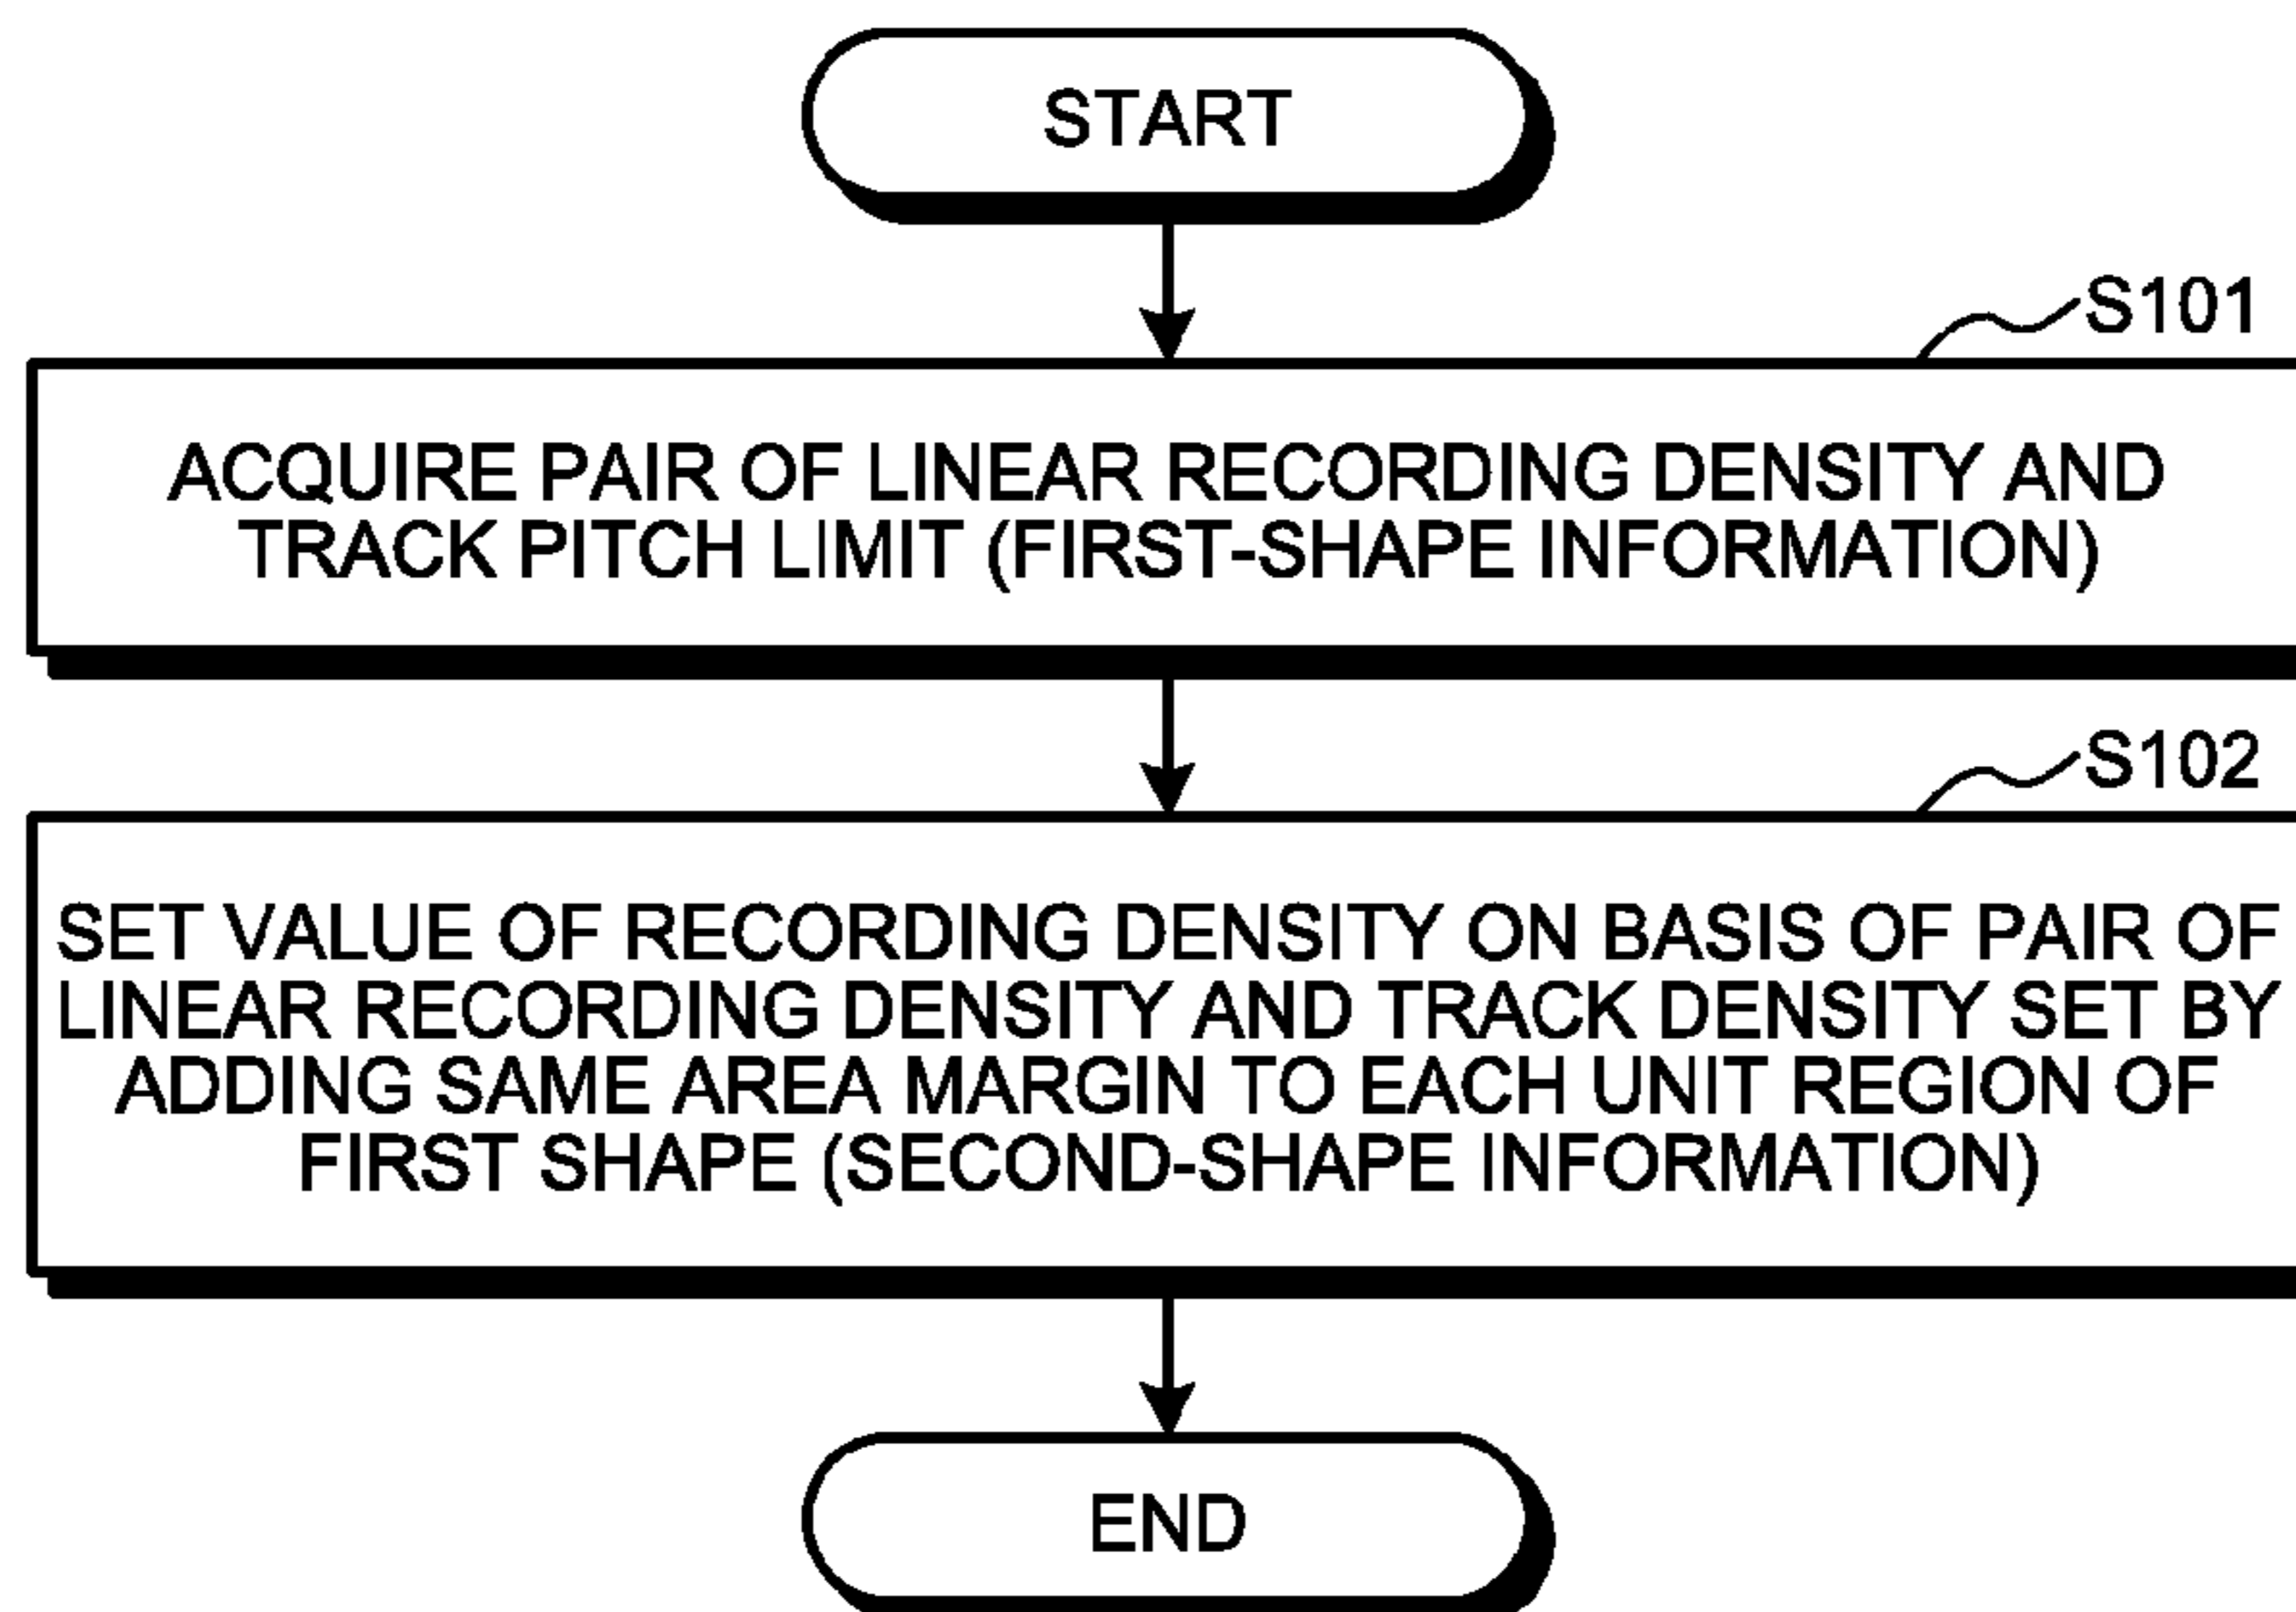 START
S101
ACQUIRE PAIR OF LINEAR RECORDING DENSITY AND
TRACK PITCH LIMIT (FIRST-SHAPE INFORMATION)
S102
SET VALUE OF RECORDING DENSITY ON BASIS OF PAIR OF
LINEAR RECORDING DENSITY AND TRACK DENSITY SET BY
ADDING SAME AREA MARGIN TO EACH UNIT REGION OF
FIRST SHAPE (SECOND-SHAPE INFORMATION)
END